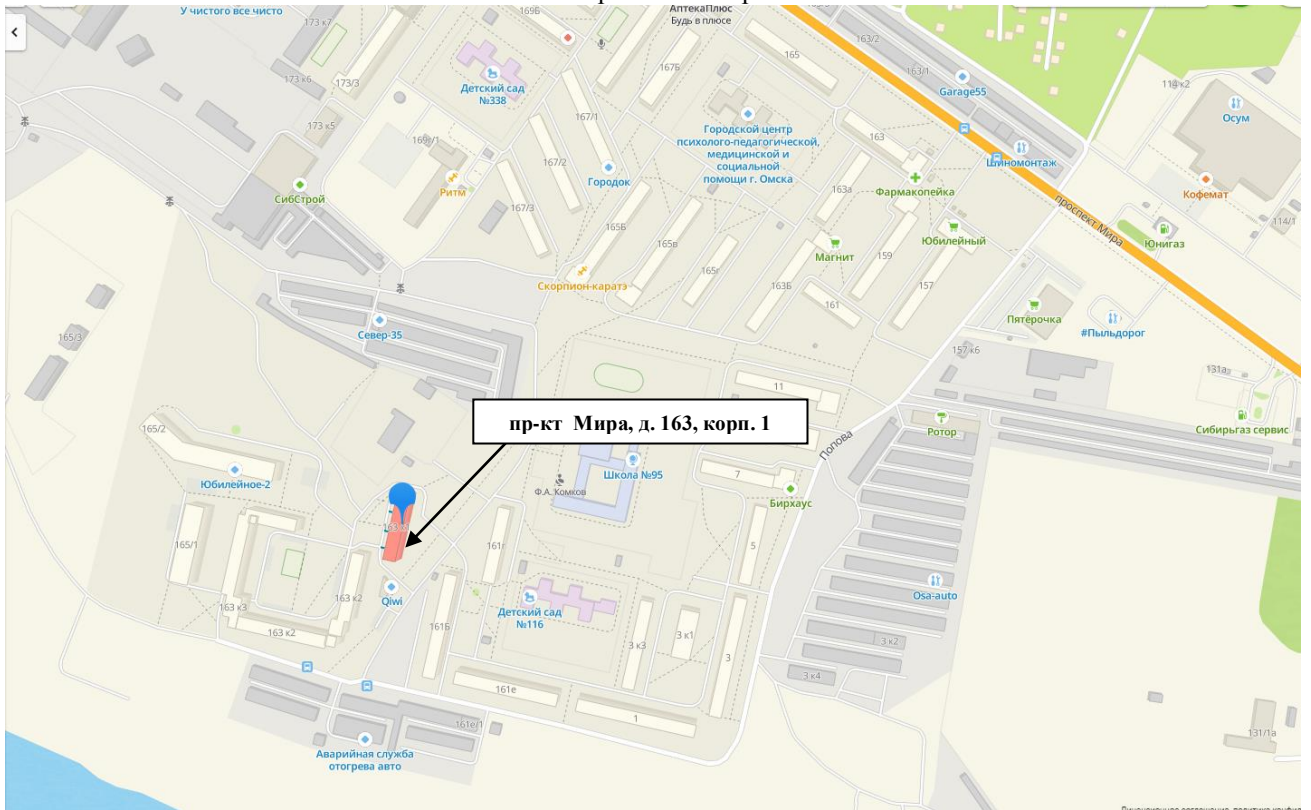 У чистого все чисто
173 к7
173 к6
173/3
173 к5
169Б
АптекаПлюс
Будь в плюсе
167Б
165
163/2
163/1
Garage55
114 к2
Осум
Детский сад
№338
167/1
Городской центр
психолого-педагогической,
медицинской и
социальной
помощи г. Омска
163
Шиномонтаж
169г/1
Ритм
167/2
Городок
167/3
163а
Фармакопейка
проспект Мира
Кофемат
114/1
СибСтрой
165Б
165в
Юбилейный
Юнигаз
Магнит
159
Скорпион-каратэ
165г
163Б
161
157
Пятёрочка
#Пыльдорог
165/3
Север-35
157 к6
131а
11
пр-кт Мира, д. 163, корп. 1
Попова
Ротор
Сибирьгаз сервис
165/2
Юбилейное-2
Школа №95
Ф.А. Комков
7
Бирхаус
165/1
161г
5
Osa-auto
163 к3
163 к2
Qiwi
163 к2
161Б
Детский сад
№116
3 к3
3 к1
3
3 к2
3 к4
161е
1
161е/1
Аварийная служба
отогрева авто
131/1а